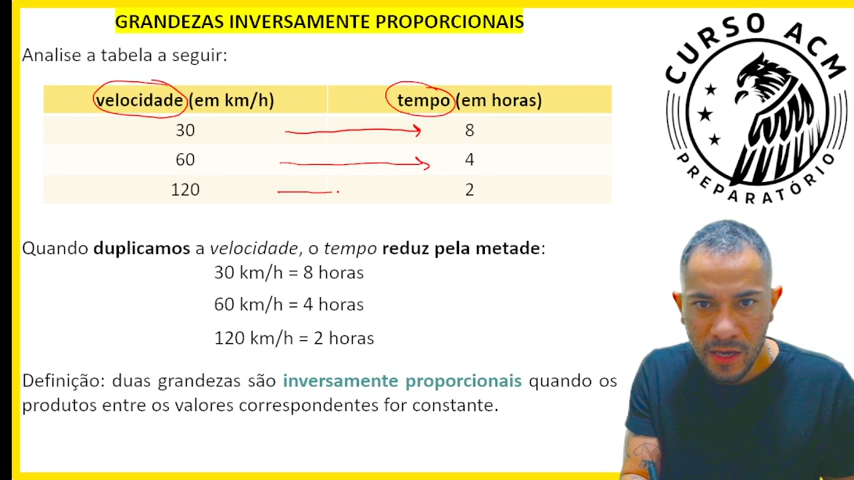 GRANDEZAS INVERSAMENTE PROPORCIONAIS
Analise a tabela a seguir:
velocidade (em km/h) tempo (em horas)
30 8
60 4
120 2
Quando duplicamos a velocidade, o tempo reduz pela metade:
30 km/h = 8 horas
60 km/h = 4 horas
120 km/h = 2 horas
Definição: duas grandezas são inversamente proporcionais quando os
produtos entre os valores correspondentes for constante.
CURSO ACM
PREPARATÓRIO